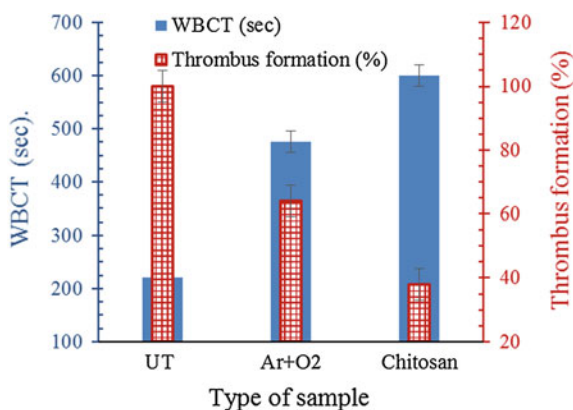 WBCT (sec)
Thrombus formation (%)
WBCT (sec).
700
600
500
400
300
200
100
120
100
80
60
40
20
Thrombus formation (%)
UT
Ar+O2
Chitosan
Type of sample